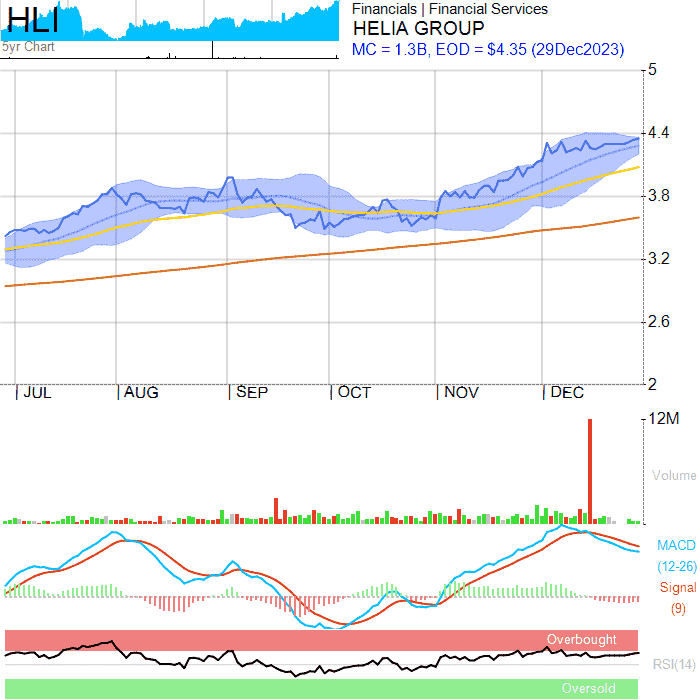 HLI
5yr Chart
Financials | Financial Services
HELIA GROUP
MC = 1.3B, EOD = $4.35 (29Dec2023)
5
4.4
3.8
3.2
2.6
2
|JUL |AUG |SEP |OCT |NOV |DEC
12M
Volume
MACD
(12-26)
Signal
(9)
Overbought
RSI(14)
Oversold